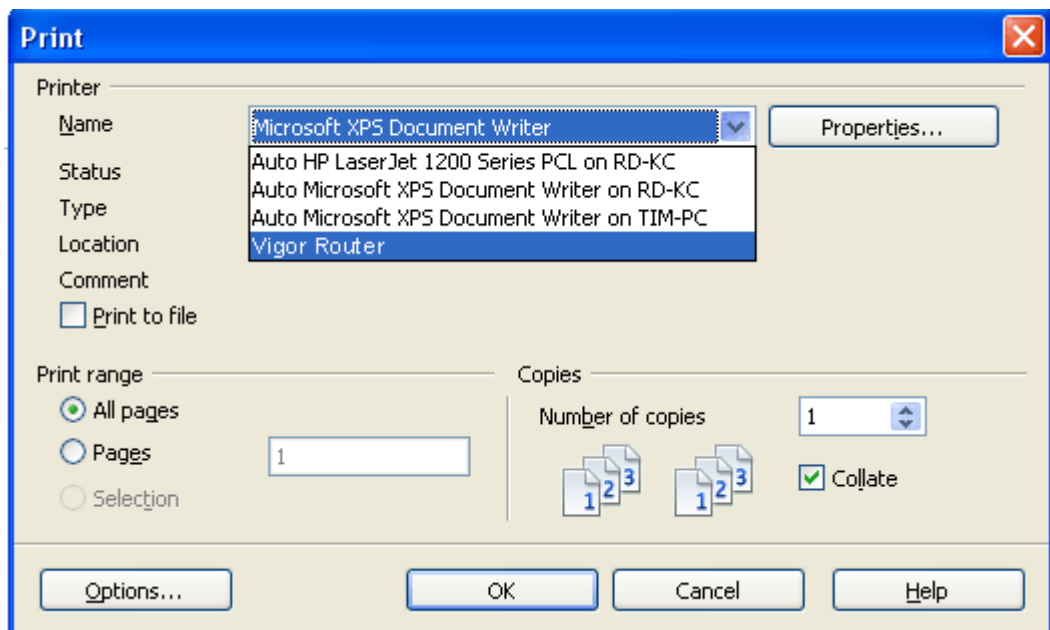 Print
Printer
Name Microsoft XPS Document Writer Properties...
Auto HP LaserJet 1200 Series PCL on RD-KC
Status
Auto Microsoft XPS Document Writer on RD-KC
Type
Auto Microsoft XPS Document Writer on TIM-PC
Location
Vigor Router
Comment
Print to file
Print range
All pages
Pages 1
Selection
Copies
Number of copies 1
1 2 3 1 2 3
Collate
Options... OK Cancel Help